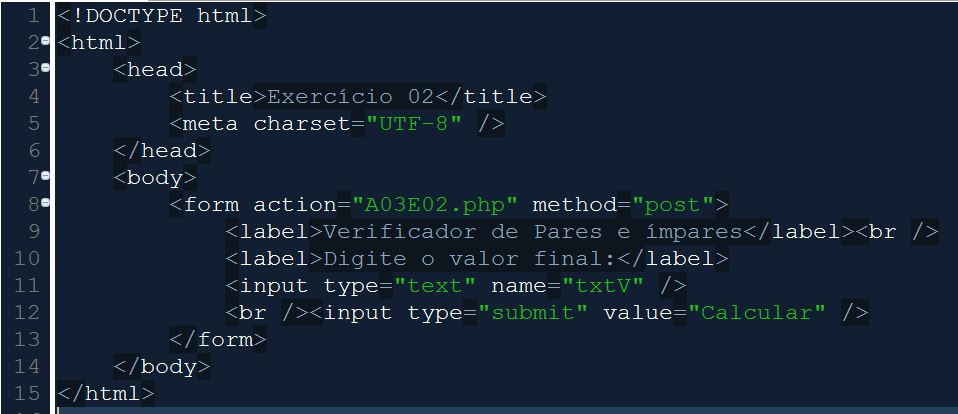 1 <!DOCTYPE html>
2 <html>
3 <head>
4 <title>Exercício 02</title>
5 <meta charset="UTF-8" />
6 </head>
7 <body>
8 <form action="A03E02.php" method="post">
9 <label>Verificador de Pares e ímpares</label><br />
10 <label>Digite o valor final:</label>
11 <input type="text" name="txtV" />
12 <br /><input type="submit" value="Calcular" />
13 </form>
14 </body>
15 </html>